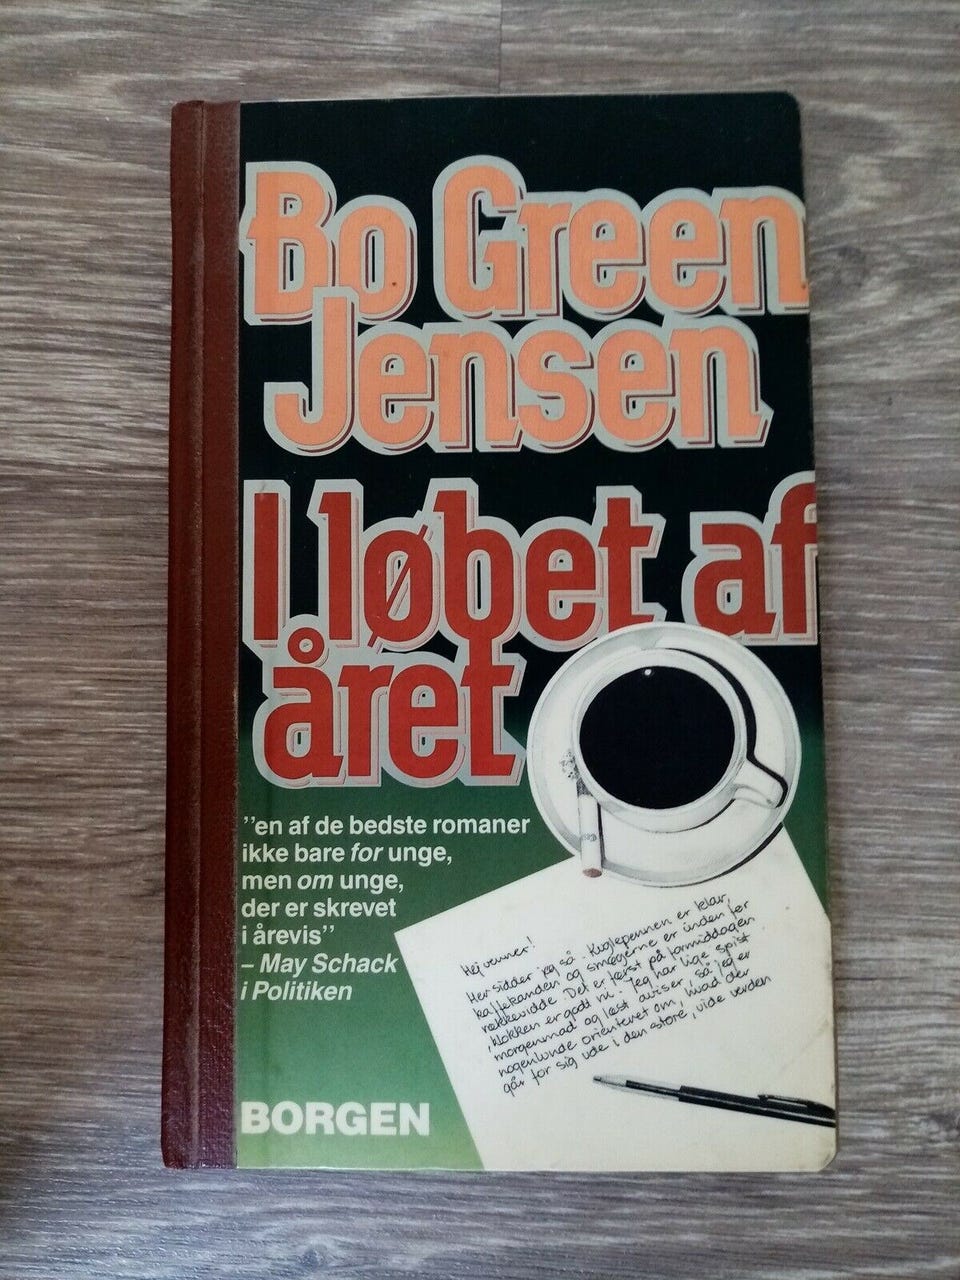 Bo Green
Jensen
I løbet af
året
”en af de bedste romaner
ikke bare for unge,
men om unge,
der er skrevet
i årevis”
– May Schack
i Politiken
Hej venner!
Her sidder jeg så. Kuglepennen er klar,
kaffekanden og smøgerne er inden for
rækkevidde. Det er først på formiddagen
klokken er godt ni. Jeg har lige spist
morgenmad og læst aviser, så jeg er
nogenlunde orienteret om, hvad der
går for sig ude i den store, vide verden
BORGEN